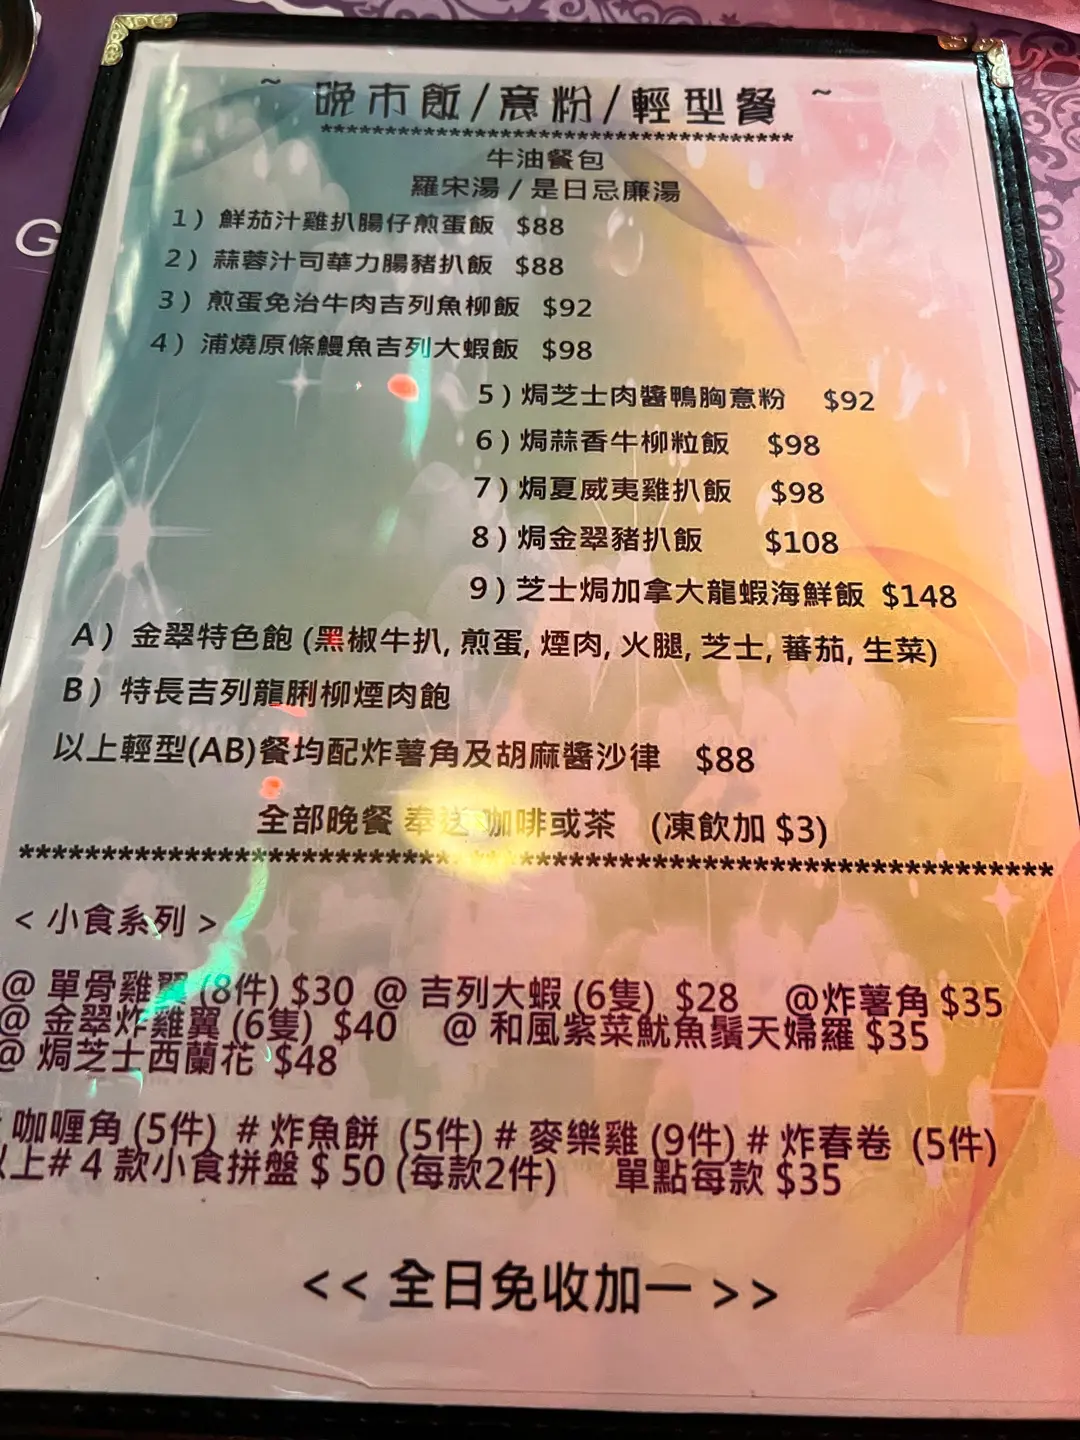 ~ 晚市飯/意粉/輕型餐 ~
***********************************
牛油餐包
羅宋湯 / 是日忌廉湯
1) 鮮茄汁雞扒腸仔煎蛋飯 $88
2) 蒜蓉汁司華力腸豬扒飯 $88
3) 煎蛋免治牛肉吉列魚柳飯 $92
4) 浦燒原條鰻魚吉列大蝦飯 $98
5) 焗芝士肉醬鴨胸意粉 $92
6) 焗蒜香牛柳粒飯 $98
7) 焗夏威夷雞扒飯 $98
8) 焗金翠豬扒飯 $108
9) 芝士焗加拿大龍蝦海鮮飯 $148
A) 金翠特色飽 (黑椒牛扒, 煎蛋, 煙肉, 火腿, 芝士, 蕃茄, 生菜)
B) 特長吉列龍脷柳煙肉飽
以上輕型(AB)餐均配炸薯角及胡麻醬沙律 $88
全部晚餐 奉送 咖啡或茶 (凍飲加 $3)
******************************************************
< 小食系列 >
@ 單骨雞翼 (8件) $30 @ 吉列大蝦 (6隻) $28 @炸薯角 $35
@ 金翠炸雞翼 (6隻) $40 @ 和風紫菜魷魚鬚天婦羅 $35
@ 焗芝士西蘭花 $48
咖喱角 (5件) # 炸魚餅 (5件) # 麥樂雞 (9件) # 炸春卷 (5件)
以上# 4 款小食拼盤 $ 50 (每款2件) 單點每款 $35
<< 全日免收加一 >>
G